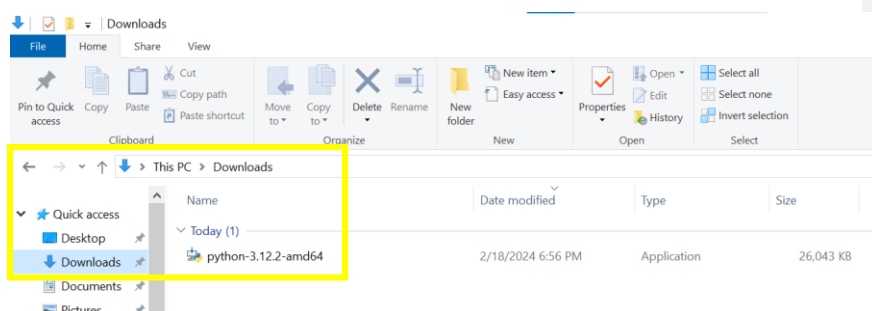 Downloads
File Home Share View
Pin to Quick access Copy Paste Cut Copy path Paste shortcut Move to Copy to Delete Rename New folder New item Easy access Properties Open Edit History Select all Select none Invert selection
Clipboard Organize New Open Select
This PC > Downloads
Name Date modified Type Size
Quick access
Today (1)
Desktop
Downloads
python-3.12.2-amd64 2/18/2024 6:56 PM Application 26,043 KB
Documents
Pictures